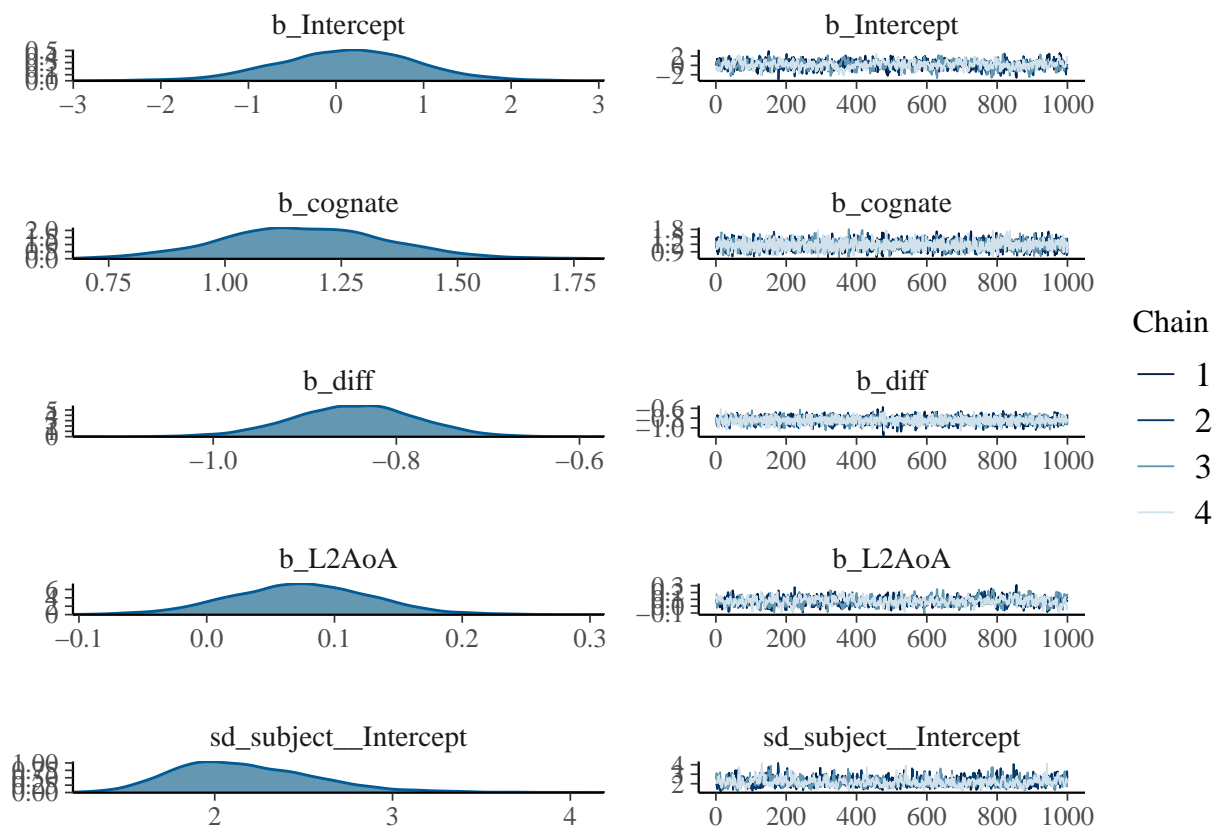 b_Intercept
−3 −2 −1 0 1 2 3
b_Intercept
0 200 400 600 800 1000
b_cognate
0.75 1.00 1.25 1.50 1.75
b_cognate
0 200 400 600 800 1000
b_diff
−1.0 −0.8 −0.6
b_diff
−0.6
−0.8
−1.0
0 200 400 600 800 1000
b_L2AoA
6
4
2
0
−0.1 0.0 0.1 0.2 0.3
b_L2AoA
0 200 400 600 800 1000
sd_subject__Intercept
2 3 4
sd_subject__Intercept
4
3
2
0 200 400 600 800 1000
Chain
1
2
3
4